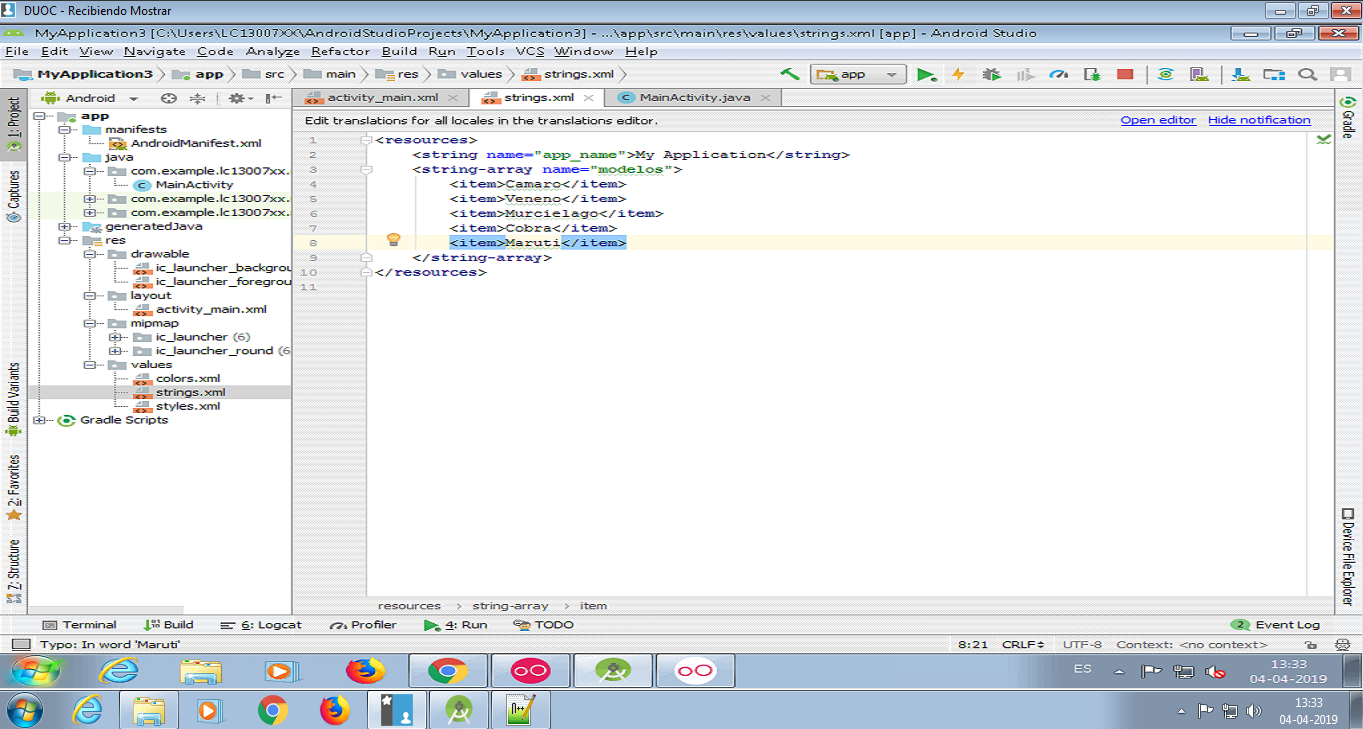 DUOC - Recibiendo Mostrar
MyApplication3 [C:\Users\LC13007XX\AndroidStudioProjects\MyApplication3] - ...\app\src\main\res\values\strings.xml [app] - Android Studio
File Edit View Navigate Code Analyze Refactor Build Run Tools VCS Window Help
MyApplication3 app src main res values strings.xml app
1: Project
Captures
Build Variants
2: Favorites
Z: Structure
Android
app
manifests
AndroidManifest.xml
java
com.example.lc13007xx.
MainActivity
com.example.lc13007xx.
com.example.lc13007xx.
generatedJava
res
drawable
ic_launcher_backgrou
ic_launcher_foregrou
layout
activity_main.xml
mipmap
ic_launcher (6)
ic_launcher_round (6
values
colors.xml
strings.xml
styles.xml
Gradle Scripts
activity_main.xml strings.xml MainActivity.java
Edit translations for all locales in the translations editor. Open editor Hide notification
1 <resources>
2 <string name="app_name">My Application</string>
3 <string-array name="modelos">
4 <item>Camaro</item>
5 <item>Veneno</item>
6 <item>Murcielago</item>
7 <item>Cobra</item>
8 <item>Maruti</item>
9 </string-array>
10 </resources>
11
resources > string-array > item
Gradle
Device File Explorer
Terminal Build 6: Logcat Profiler 4: Run TODO 2 Event Log
Typo: In word 'Maruti' 8:21 CRLF UTF-8 Context: <no context>
ES 13:33
04-04-2019
13:33
04-04-2019